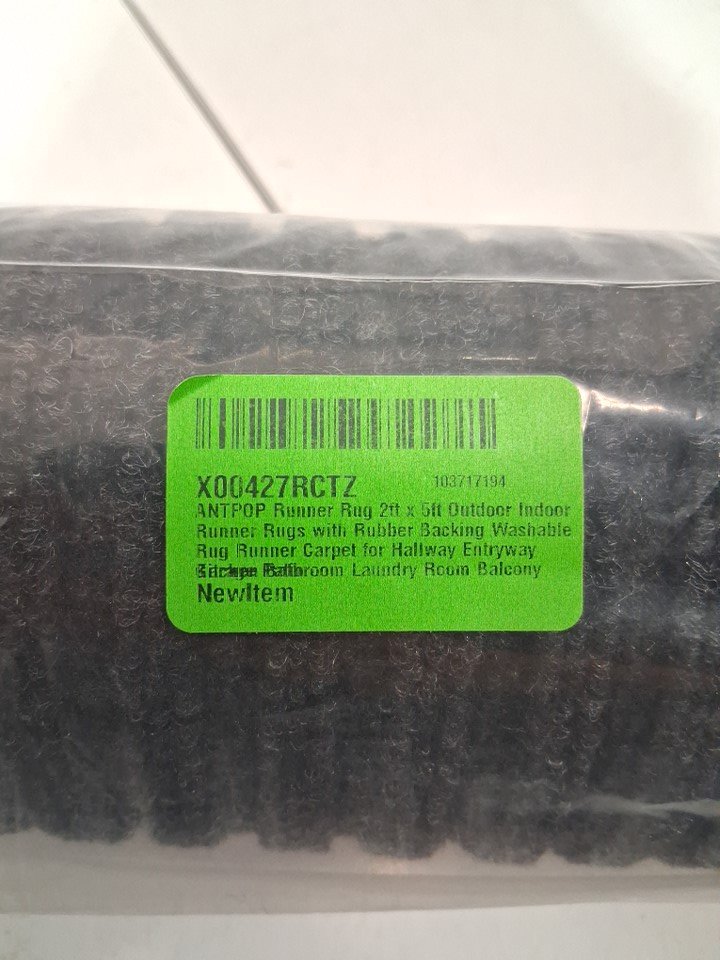 X00427RCTZ
103717194
ANTPOP Runner Rug 2ft x 5ft Outdoor Indoor
Runner Rugs with Rubber Backing Washable
Rug Runner Carpet for Hallway Entryway
Bathroom Laundry Room Balcony
NewItem